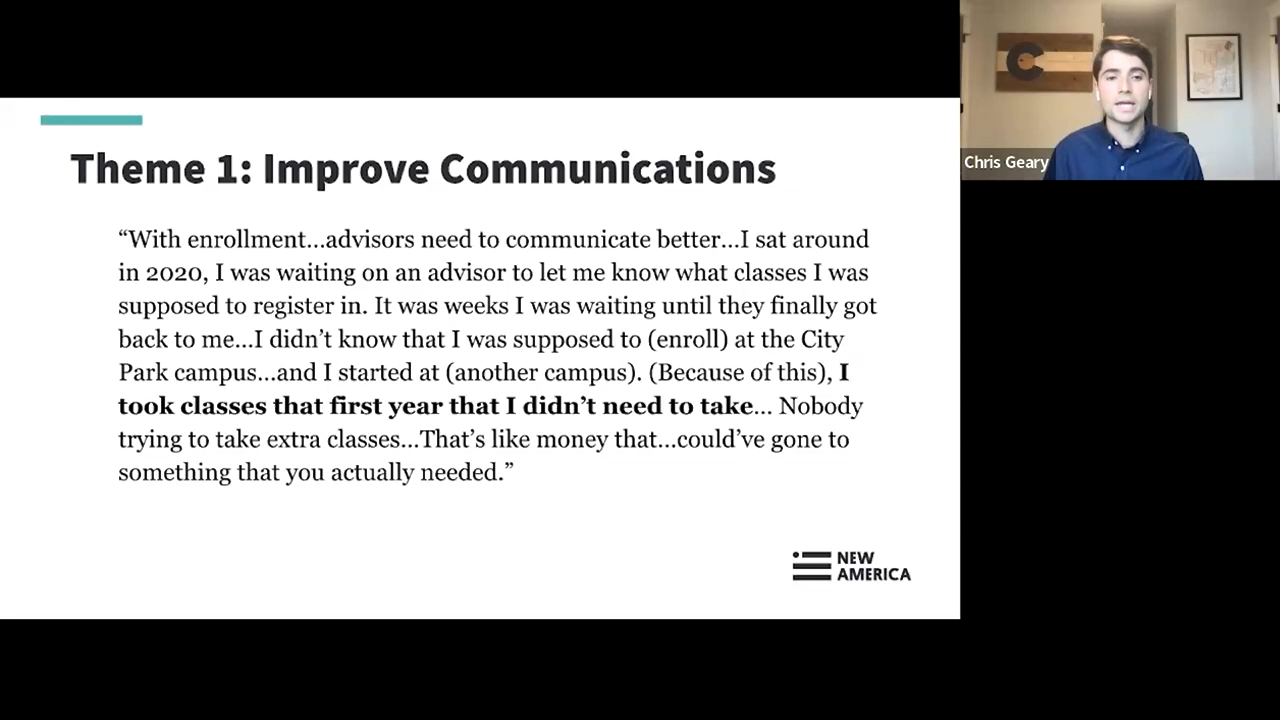 Theme 1: Improve Communications
“With enrollment...advisors need to communicate better...I sat around
in 2020, I was waiting on an advisor to let me know what classes I was
supposed to register in. It was weeks I was waiting until they finally got
back to me...I didn’t know that I was supposed to (enroll) at the City
Park campus...and I started at (another campus). (Because of this), I
took classes that first year that I didn’t need to take... Nobody
trying to take extra classes...That’s like money that...could’ve gone to
something that you actually needed.”
NEW
AMERICA
Chris Geary